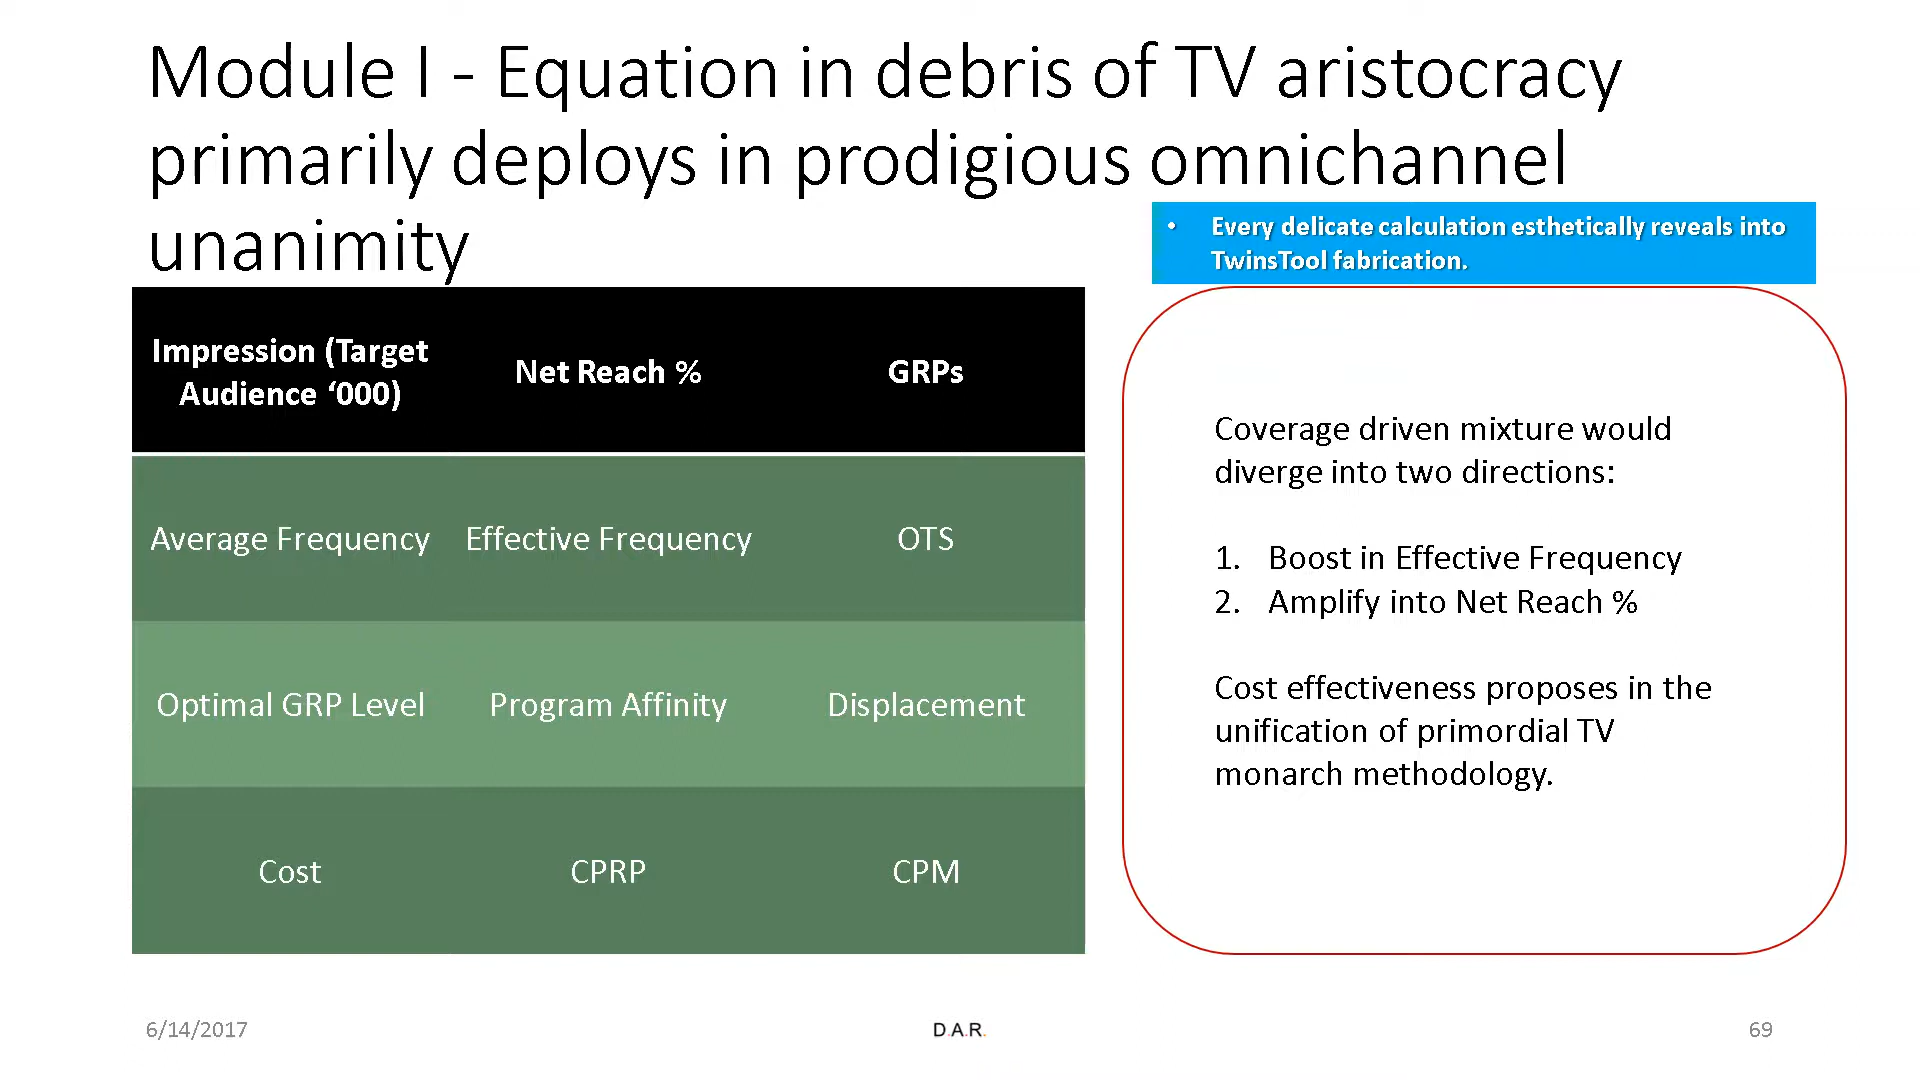 Module I - Equation in debris of TV aristocracy
primarily deploys in prodigious omnichannel
unanimity
• Every delicate calculation esthetically reveals into
TwinsTool fabrication.
Impression (Target
Audience ‘000)
Net Reach %
GRPs
Average Frequency
Effective Frequency
OTS
Optimal GRP Level
Program Affinity
Displacement
Cost
CPRP
CPM
Coverage driven mixture would
diverge into two directions:
1. Boost in Effective Frequency
2. Amplify into Net Reach %
Cost effectiveness proposes in the
unification of primordial TV
monarch methodology.
6/14/2017
D.A.R.
69